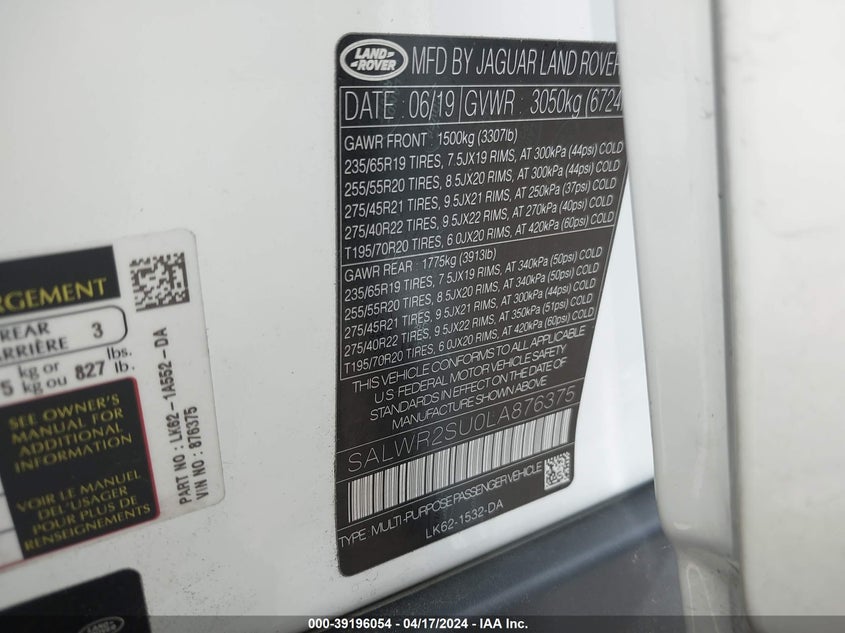 LAND ROVER
MFD BY JAGUAR LAND ROVER
DATE : 06/19 GVWR : 3050kg (6724
GAWR FRONT : 1500kg (3307lb)
235/65R19 TIRES, 7.5JX19 RIMS, AT 300kPa (44psi) COLD
255/55R20 TIRES, 8.5JX20 RIMS, AT 300kPa (44psi) COLD
275/45R21 TIRES, 9.5JX21 RIMS, AT 250kPa (37psi) COLD
275/40R22 TIRES, 9.5JX22 RIMS, AT 270kPa (40psi) COLD
T195/70R20 TIRES, 6.0JX20 RIMS, AT 420kPa (60psi) COLD
GAWR REAR : 1775kg (3913lb)
235/65R19 TIRES, 7.5JX19 RIMS, AT 340kPa (50psi) COLD
255/55R20 TIRES, 8.5JX20 RIMS, AT 340kPa (50psi) COLD
275/45R21 TIRES, 9.5JX21 RIMS, AT 300kPa (44psi) COLD
275/40R22 TIRES, 9.5JX22 RIMS, AT 350kPa (51psi) COLD
T195/70R20 TIRES, 6.0JX20 RIMS, AT 420kPa (60psi) COLD
THIS VEHICLE CONFORMS TO ALL APPLICABLE
U.S FEDERAL MOTOR VEHICLE SAFETY
STANDARDS IN EFFECT ON THE DATE OF
MANUFACTURE SHOWN ABOVE.
SALWR2SU0LA876375
TYPE : MULTI-PURPOSE PASSENGER VEHICLE
LK62-1532-DA
RGEMENT
REAR 3
ARRIÈRE
5 kg or lbs.
kg ou 827 lb.
SEE OWNER'S
MANUAL FOR
ADDITIONAL
INFORMATION
VOIR LE MANUEL
DEL'USAGER
POUR PLUS DE
RENSEIGNEMENTS
PART NO : LK62-1A552-DA
VIN NO : 876375
LAND ROVER
000-39196054 - 04/17/2024 - IAA Inc.